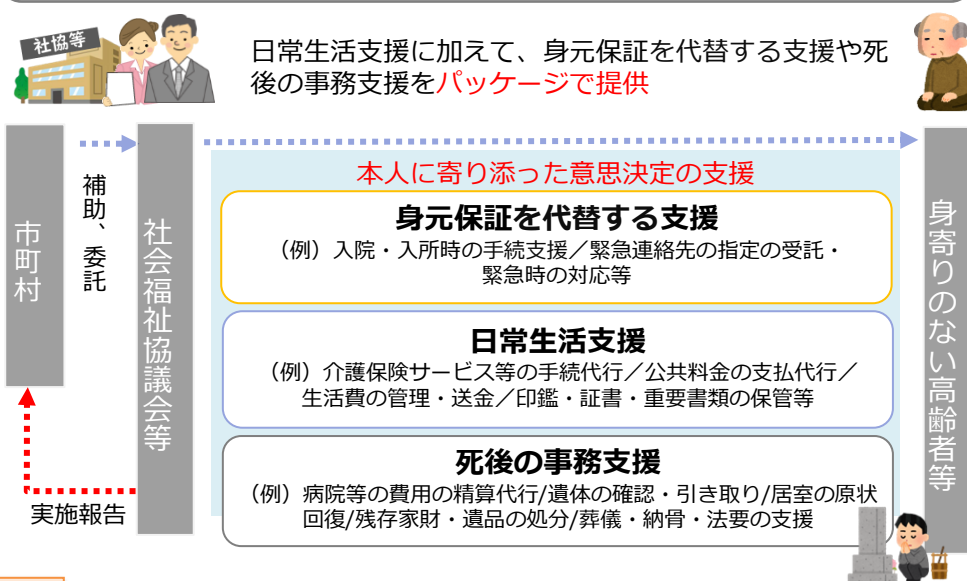 社協等
日常生活支援に加えて、身元保証を代替する支援や死
後の事務支援をパッケージで提供
市町村
補助、委託
社会福祉協議会等
実施報告
本人に寄り添った意思決定の支援
身元保証を代替する支援
（例）入院・入所時の手続支援／緊急連絡先の指定の受託・
緊急時の対応等
日常生活支援
（例）介護保険サービス等の手続代行／公共料金の支払代行／
生活費の管理・送金／印鑑・証書・重要書類の保管等
死後の事務支援
（例）病院等の費用の精算代行/遺体の確認・引き取り/居室の原状
回復/残存家財・遺品の処分/葬儀・納骨・法要の支援
身寄りのない高齢者等